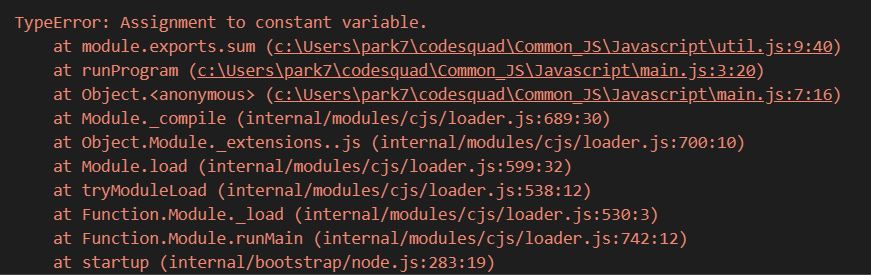 TypeError: Assignment to constant variable.
at module.exports.sum (c:\Users\park7\codesquad\Common_JS\Javascript\util.js:9:40)
at runProgram (c:\Users\park7\codesquad\Common_JS\Javascript\main.js:3:20)
at Object.<anonymous> (c:\Users\park7\codesquad\Common_JS\Javascript\main.js:7:16)
at Module._compile (internal/modules/cjs/loader.js:689:30)
at Object.Module._extensions..js (internal/modules/cjs/loader.js:700:10)
at Module.load (internal/modules/cjs/loader.js:599:32)
at tryModuleLoad (internal/modules/cjs/loader.js:538:12)
at Function.Module._load (internal/modules/cjs/loader.js:530:3)
at Function.Module.runMain (internal/modules/cjs/loader.js:742:12)
at startup (internal/bootstrap/node.js:283:19)